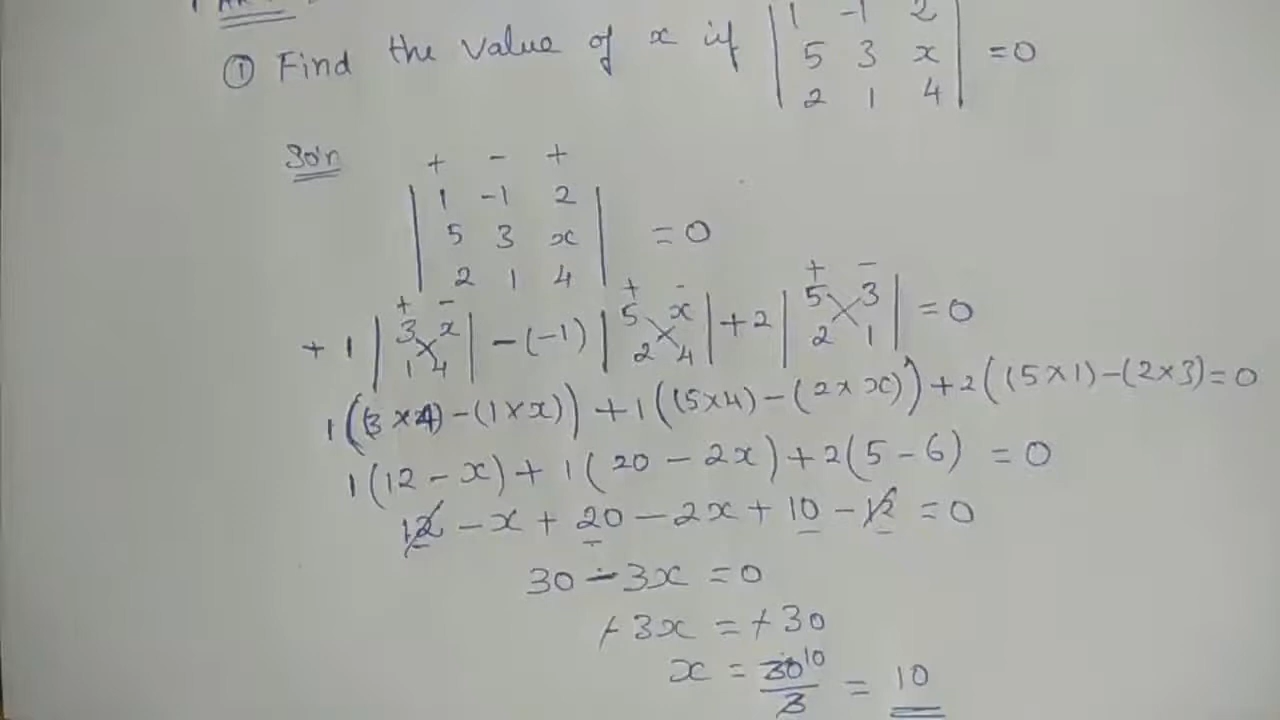 ① Find the value of x if | 1 -1 2 | = 0
| 5 3 x |
| 2 1 4 |
Soln
+ - +
| 1 -1 2 |
| 5 3 x | = 0
| 2 1 4 |
+ - + - + -
+ 1 | 3 x | - (-1) | 5 x | + 2 | 5 3 | = 0
| 1 4 | | 2 4 | | 2 1 |
1((3×4) - (1×x)) + 1((5×4) - (2×x)) + 2((5×1) - (2×3) = 0
1(12 - x) + 1(20 - 2x) + 2(5 - 6) = 0
12 - x + 20 - 2x + 10 - 12 = 0
30 - 3x = 0
-3x = -30
x = 30/3 10 = 10